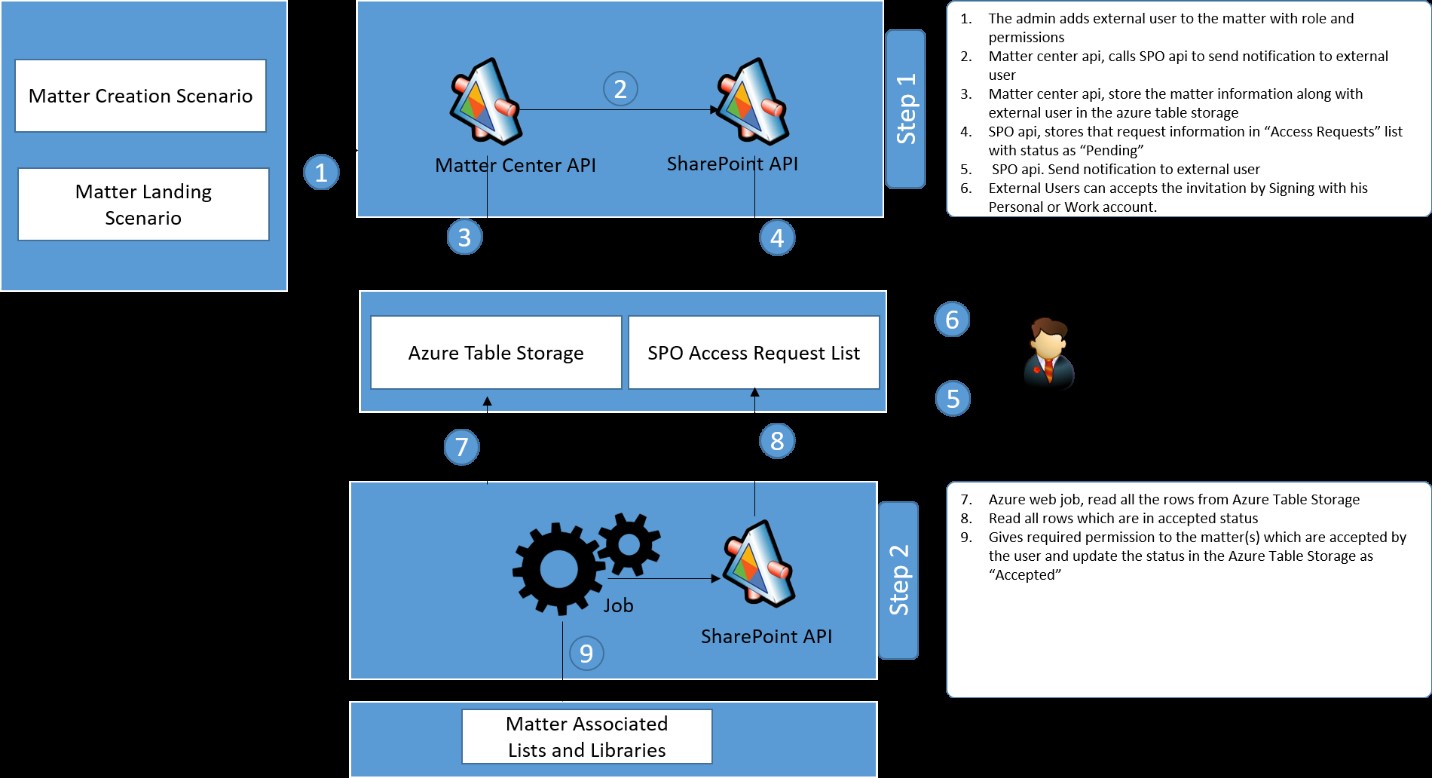 Matter Creation Scenario
Matter Landing
Scenario
1
2
Matter Center API
SharePoint API
Step 1
3
4
1. The admin adds external user to the matter with role and
permissions
2. Matter center api, calls SPO api to send notification to external
user
3. Matter center api, store the matter information along with
external user in the azure table storage
4. SPO api, stores that request information in “Access Requests” list
with status as “Pending”
5. SPO api. Send notification to external user
6. External Users can accepts the invitation by Signing with his
Personal or Work account.
Azure Table Storage
SPO Access Request List
6
5
7
8
Job
SharePoint API
Step 2
9
7. Azure web job, read all the rows from Azure Table Storage
8. Read all rows which are in accepted status
9. Gives required permission to the matter(s) which are accepted by
the user and update the status in the Azure Table Storage as
“Accepted”
Matter Associated
Lists and Libraries